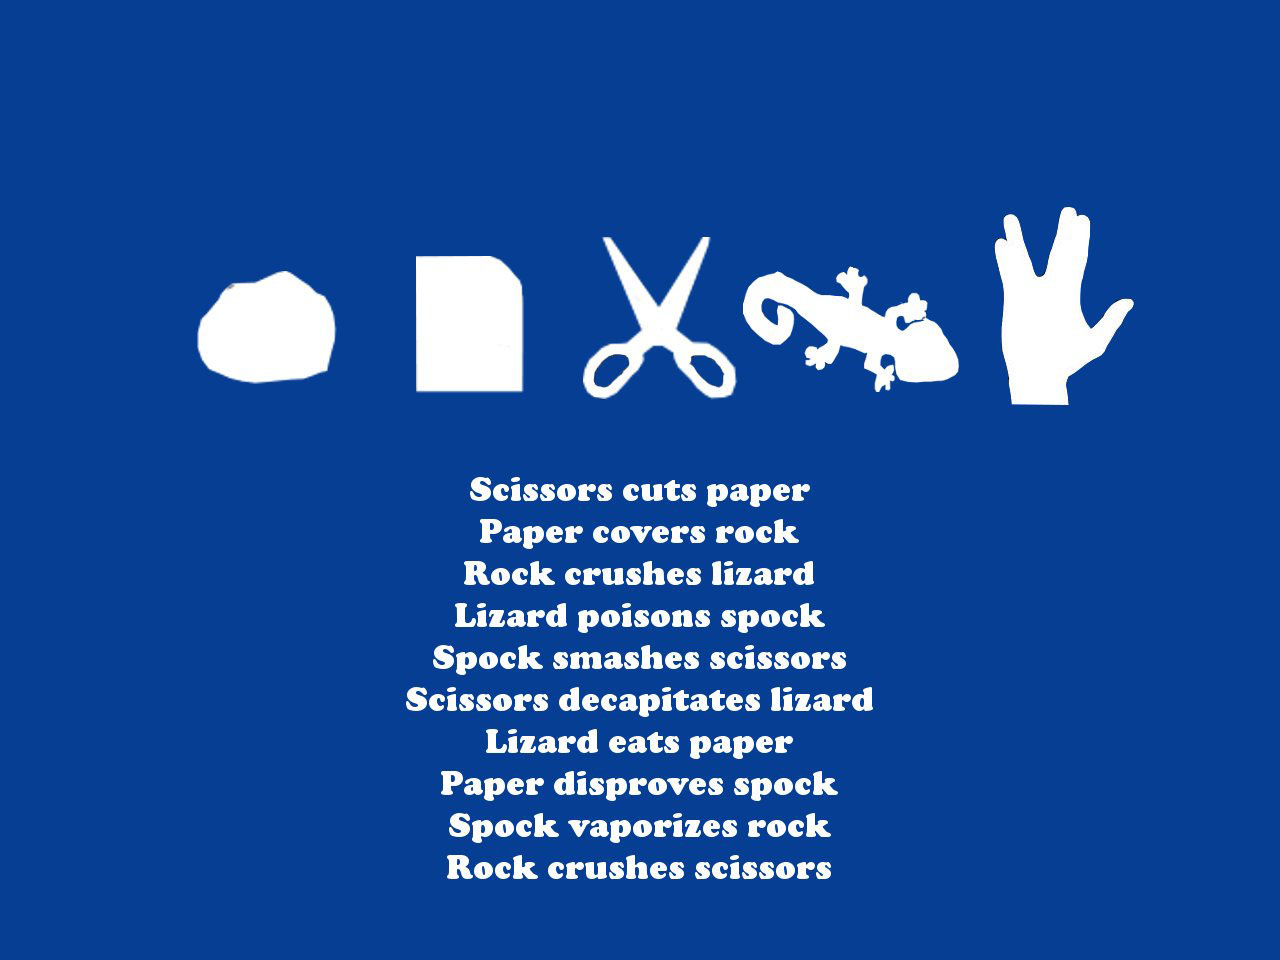 Scissors cuts paper
Paper covers rock
Rock crushes lizard
Lizard poisons spock
Spock smashes scissors
Scissors decapitates lizard
Lizard eats paper
Paper disproves spock
Spock vaporizes rock
Rock crushes scissors